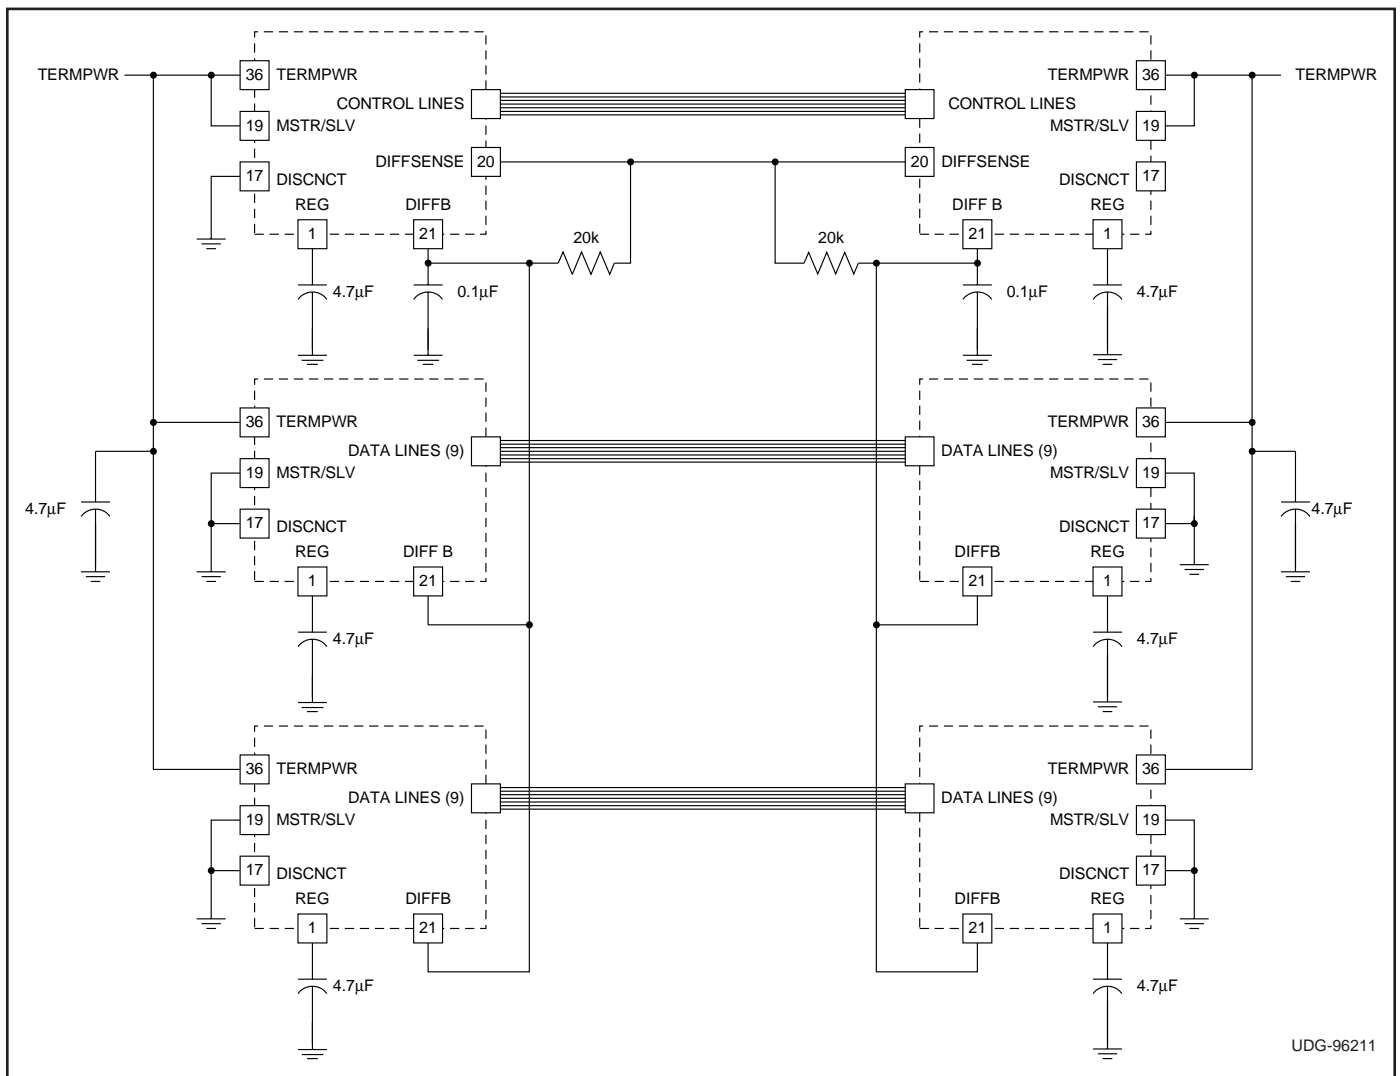 TERMPWR
36 TERMPWR
CONTROL LINES
19 MSTR/SLV
DIFFSENSE 20
17 DISCNCT
REG
DIFFB
1
21
4.7µF
0.1µF
20k
CONTROL LINES
TERMPWR 36
TERMPWR
MSTR/SLV 19
20 DIFFSENSE
DISCNCT 17
DIFF B
REG
21
1
20k
0.1µF
4.7µF
36 TERMPWR
DATA LINES (9)
19 MSTR/SLV
17 DISCNCT
REG
DIFF B
1
21
4.7µF
4.7µF
TERMPWR 36
DATA LINES (9)
MSTR/SLV 19
DISCNCT 17
DIFFB
REG
21
1
4.7µF
4.7µF
36 TERMPWR
DATA LINES (9)
19 MSTR/SLV
17 DISCNCT
REG
DIFFB
1
21
4.7µF
TERMPWR 36
DATA LINES (9)
MSTR/SLV 19
DISCNCT 17
DIFFB
REG
21
1
4.7µF
UDG-96211